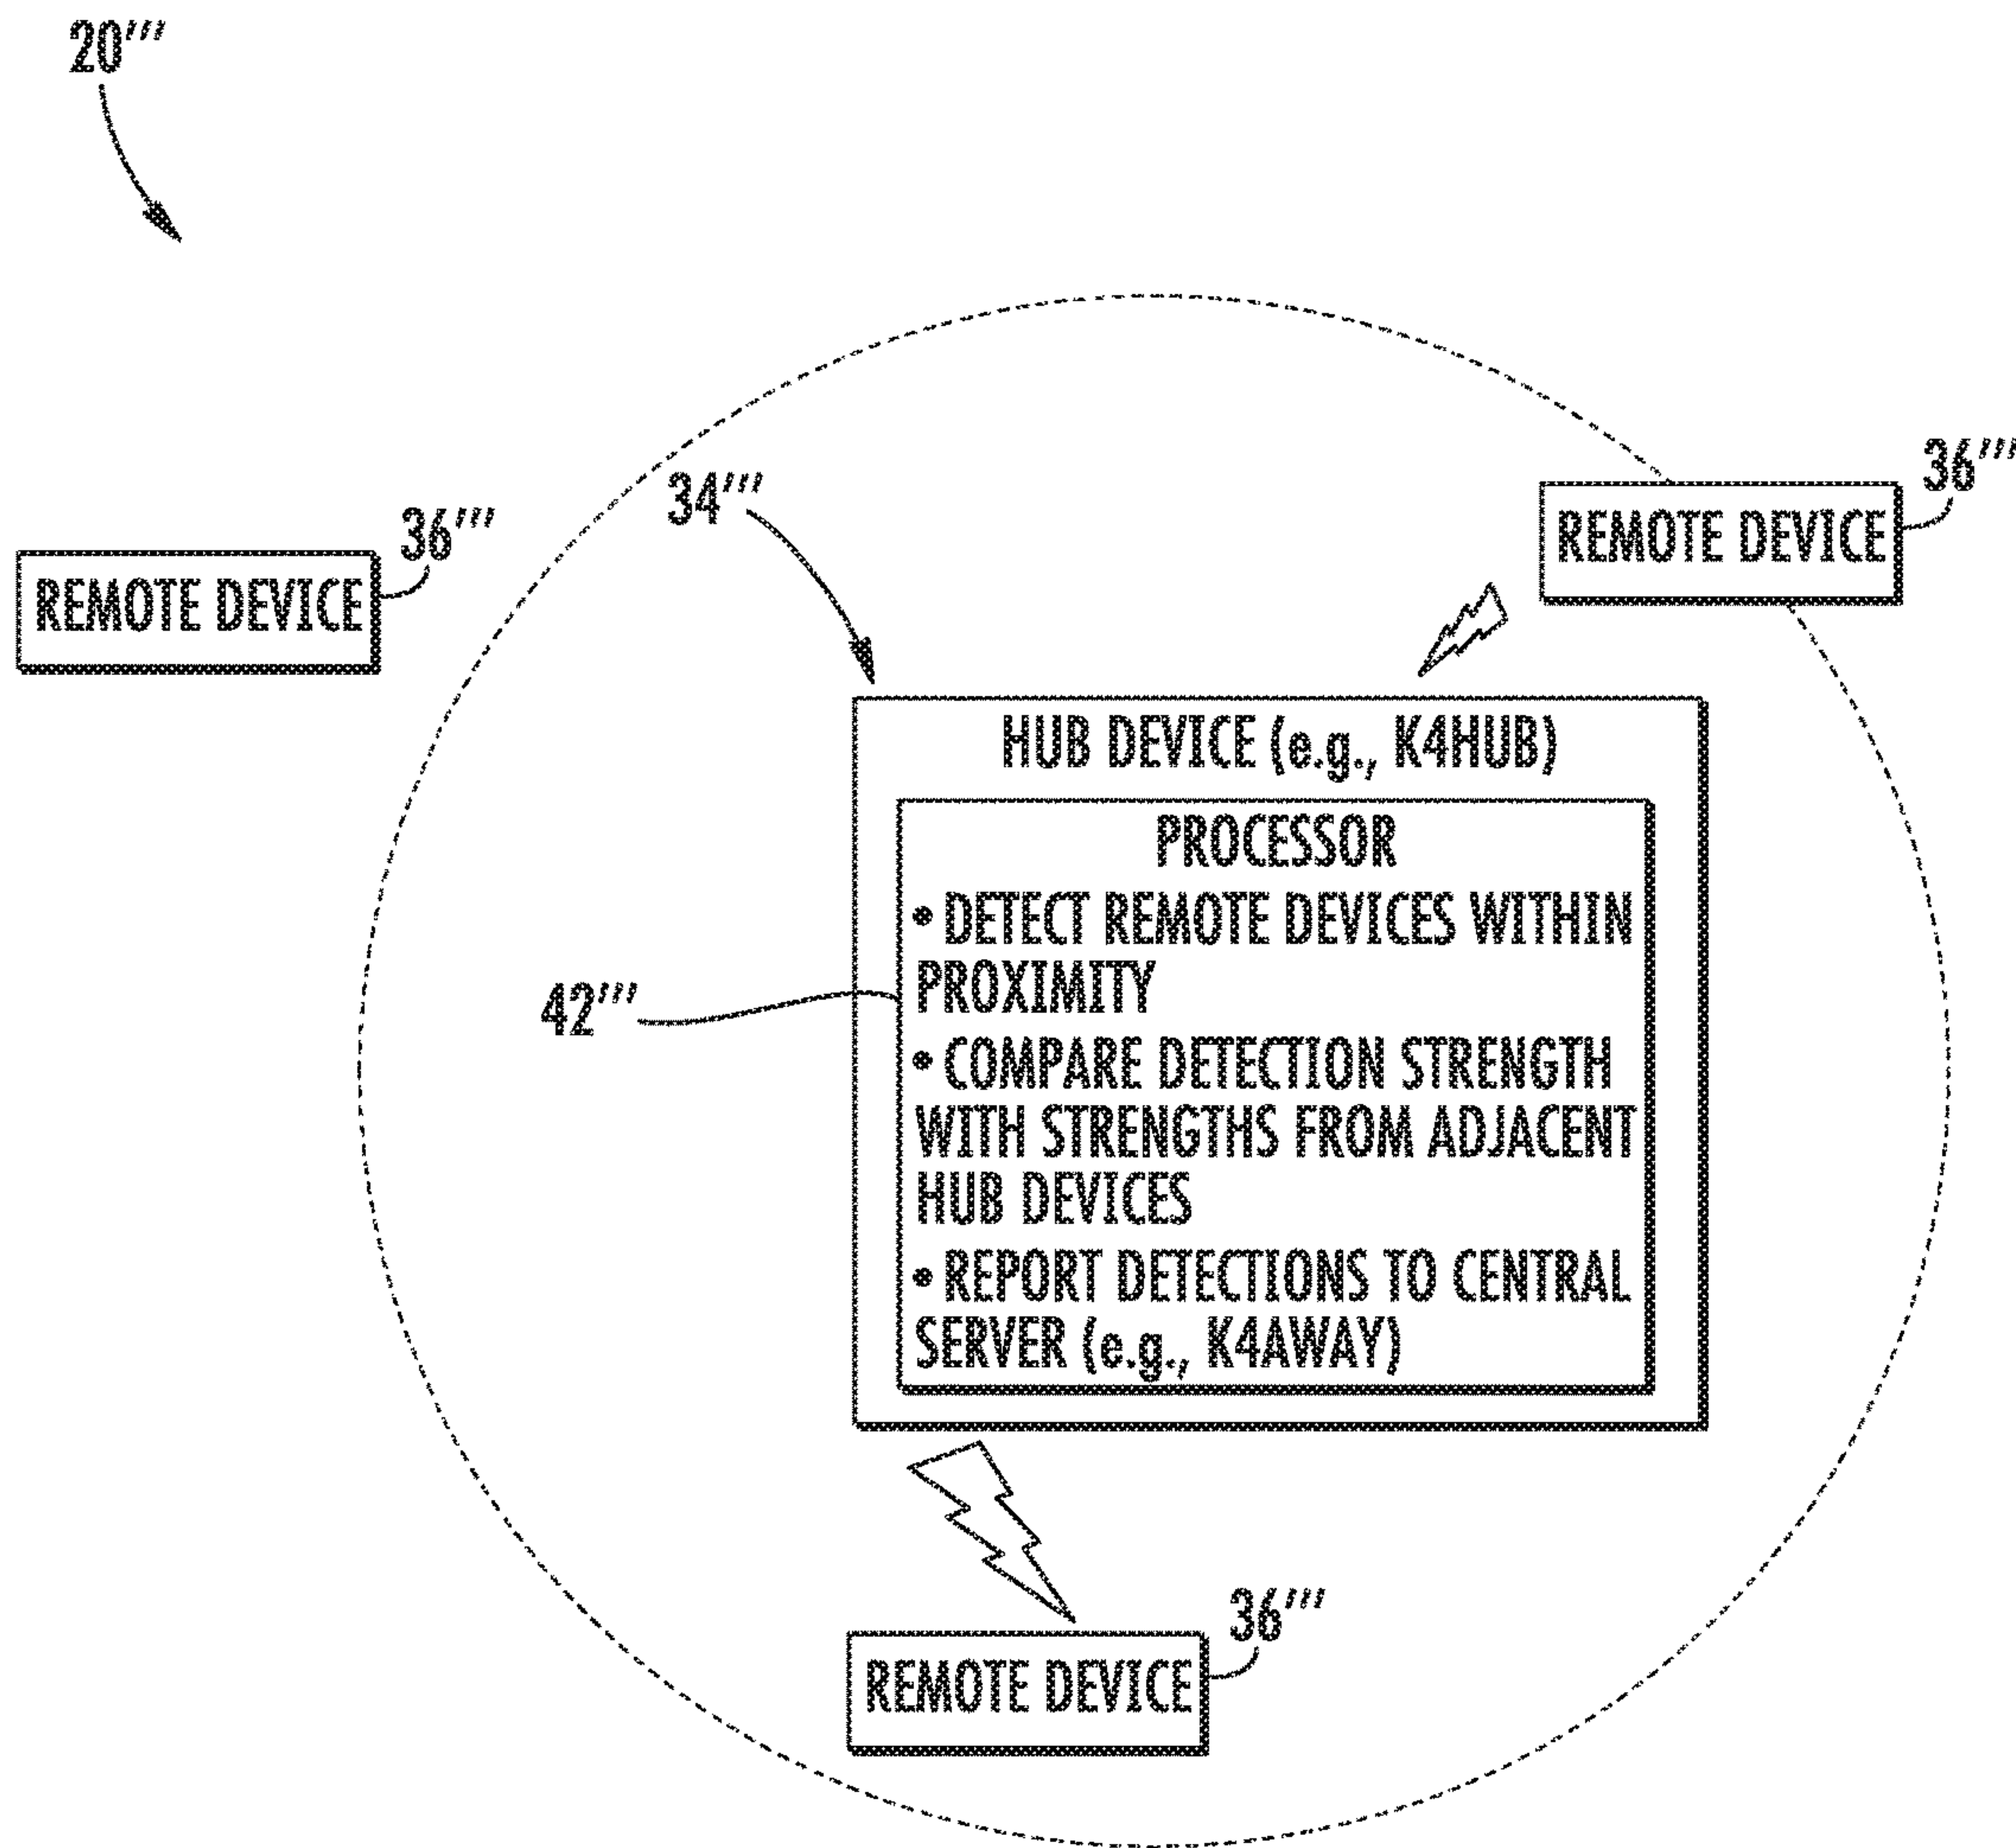 20'''
34'''
36'''
REMOTE DEVICE
36'''
REMOTE DEVICE
HUB DEVICE (e.g., K4HUB)
PROCESSOR
• DETECT REMOTE DEVICES WITHIN
PROXIMITY
• COMPARE DETECTION STRENGTH
WITH STRENGTHS FROM ADJACENT
HUB DEVICES
• REPORT DETECTIONS TO CENTRAL
SERVER (e.g., K4AWAY)
42'''
36'''
REMOTE DEVICE